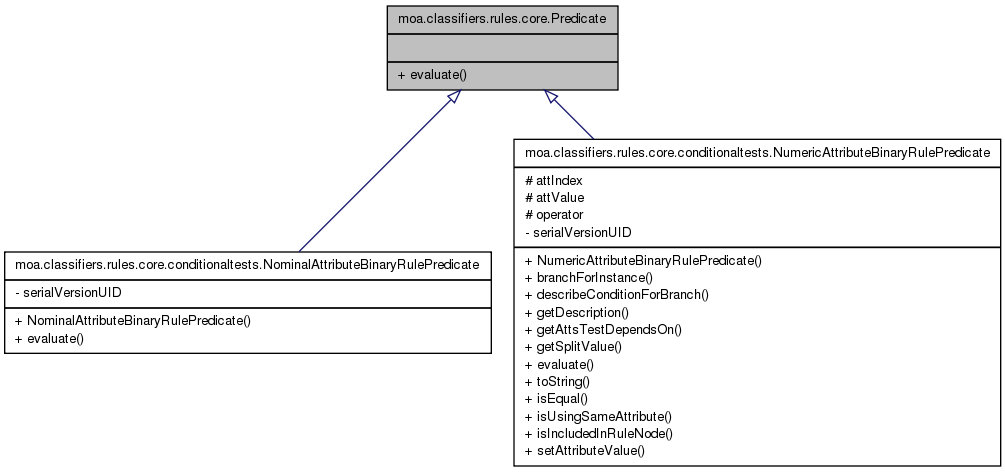 moa.classifiers.rules.core.Predicate
+ evaluate()
moa.classifiers.rules.core.conditionaltests.NominalAttributeBinaryRulePredicate
- serialVersionUID
+ NominalAttributeBinaryRulePredicate()
+ evaluate()
moa.classifiers.rules.core.conditionaltests.NumericAttributeBinaryRulePredicate
# attIndex
# attValue
# operator
- serialVersionUID
+ NumericAttributeBinaryRulePredicate()
+ branchForInstance()
+ describeConditionForBranch()
+ getDescription()
+ getAttsTestDependsOn()
+ getSplitValue()
+ evaluate()
+ toString()
+ isEqual()
+ isUsingSameAttribute()
+ isIncludedInRuleNode()
+ setAttributeValue()